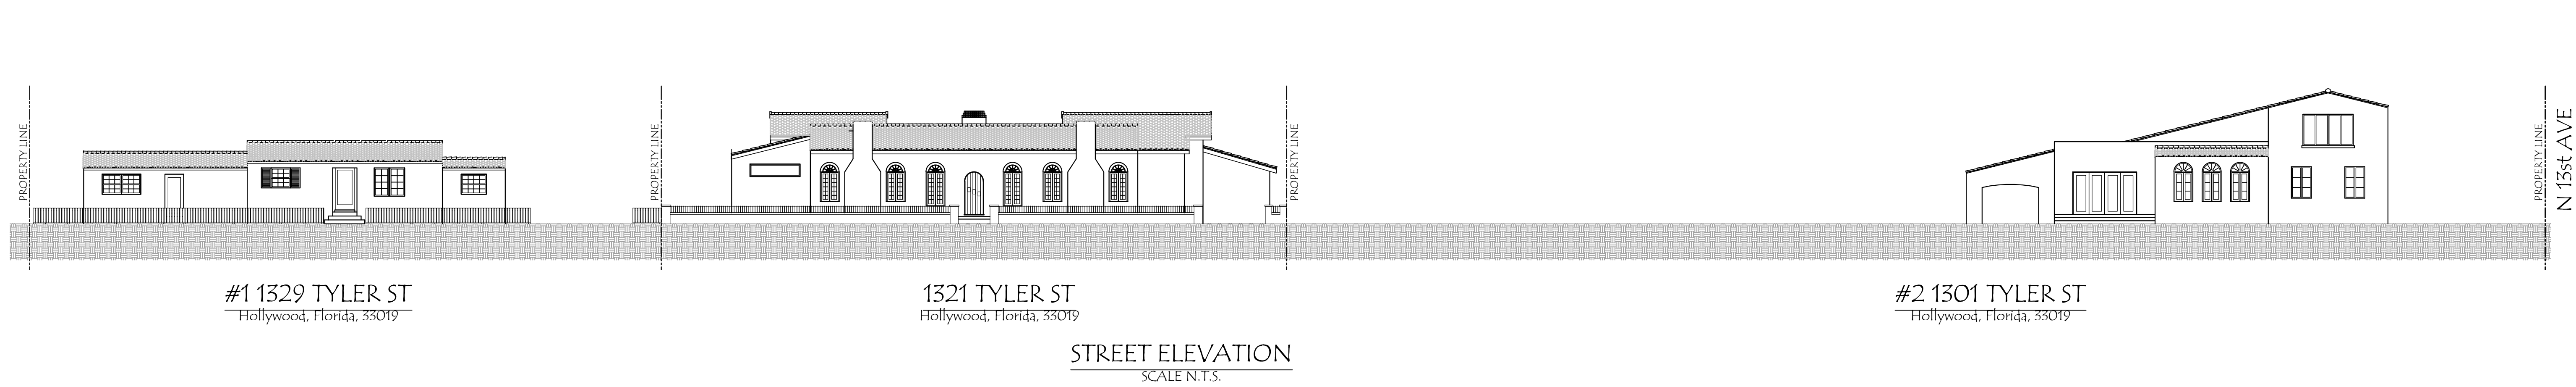 PROPERTY LINE
PROPERTY LINE
PROPERTY LINE
PROPERTY LINE
N 13st AVE
#1 1329 TYLER ST
Hollywood, Florida, 33019
1321 TYLER ST
Hollywood, Florida, 33019
#2 1301 TYLER ST
Hollywood, Florida, 33019
STREET ELEVATION
SCALE N.T.S.